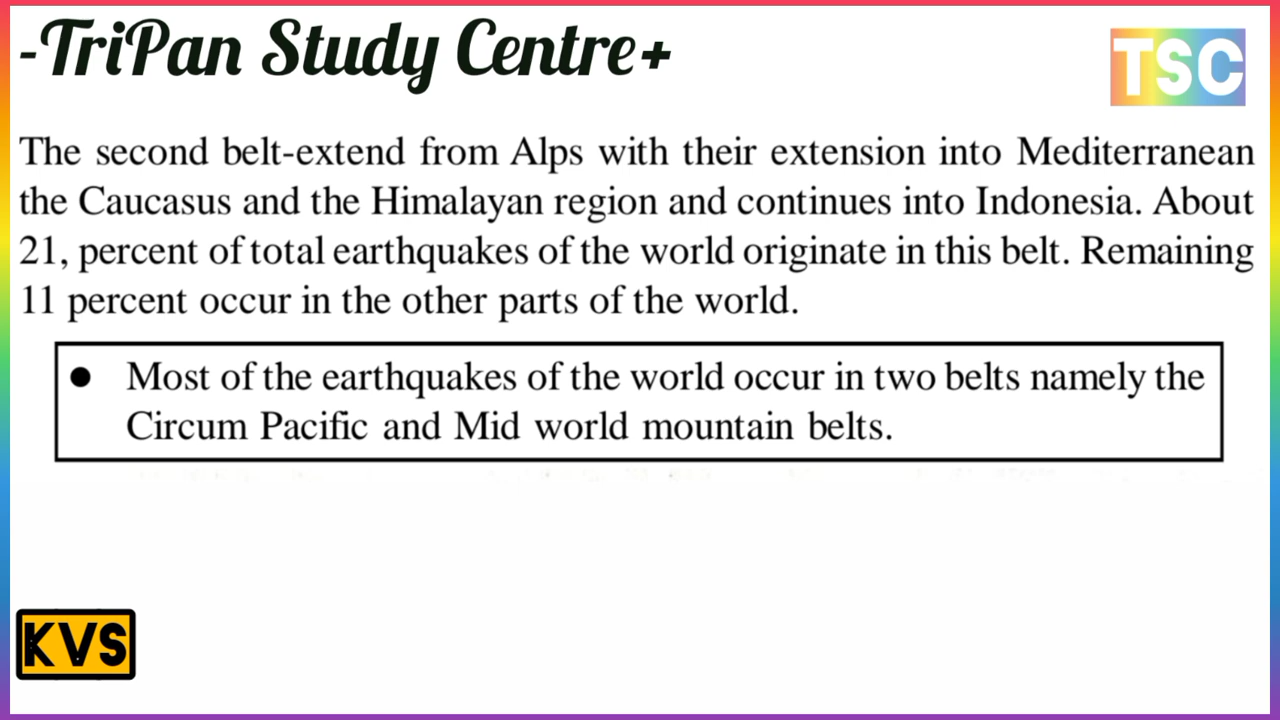 -TriPan Study Centre+
TSC
The second belt-extend from Alps with their extension into Mediterranean
the Caucasus and the Himalayan region and continues into Indonesia. About
21, percent of total earthquakes of the world originate in this belt. Remaining
11 percent occur in the other parts of the world.
● Most of the earthquakes of the world occur in two belts namely the
Circum Pacific and Mid world mountain belts.
KVS